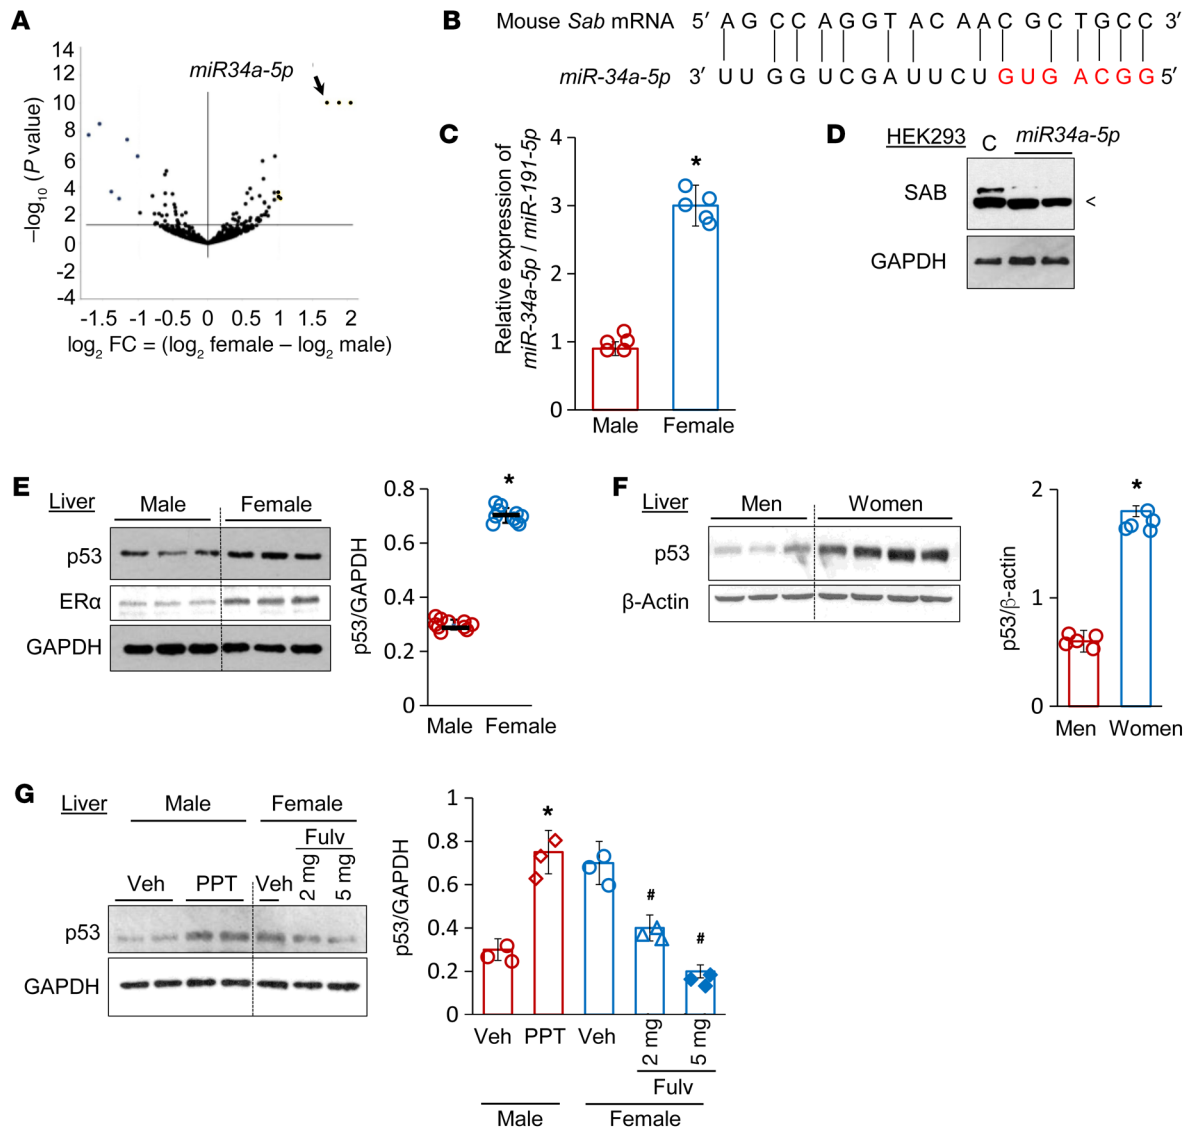 A
14
12
10
8
6
4
2
0
-2
-4
–log10 (P value)
miR34a-5p
-1.5 -1 -0.5 0 0.5 1 1.5 2
log2 FC = (log2 female – log2 male)
B
Mouse Sab mRNA 5′ A G C C A G G T A C A A C G C T G C C 3′
miR-34a-5p 3′ U U G G U C G A U U C U G U G A C G G 5′
C
Relative expression of
miR-34a-5p / miR-191-5p
4
3
2
1
0
*
Male Female
D
HEK293 C miR34a-5p
SAB <
GAPDH
E
Liver Male Female
p53
ERα
GAPDH
p53/GAPDH
0.8
0.6
0.4
0.2
0
*
Male Female
F
Liver Men Women
p53
β-Actin
p53/β-actin
2
1
0
*
Men Women
G
Liver Male Female
Fulv
Veh PPT Veh 2 mg 5 mg
p53
GAPDH
p53/GAPDH
1
0.8
0.6
0.4
0.2
0
*
#
#
Veh PPT Veh 2 mg 5 mg
Fulv
Male Female